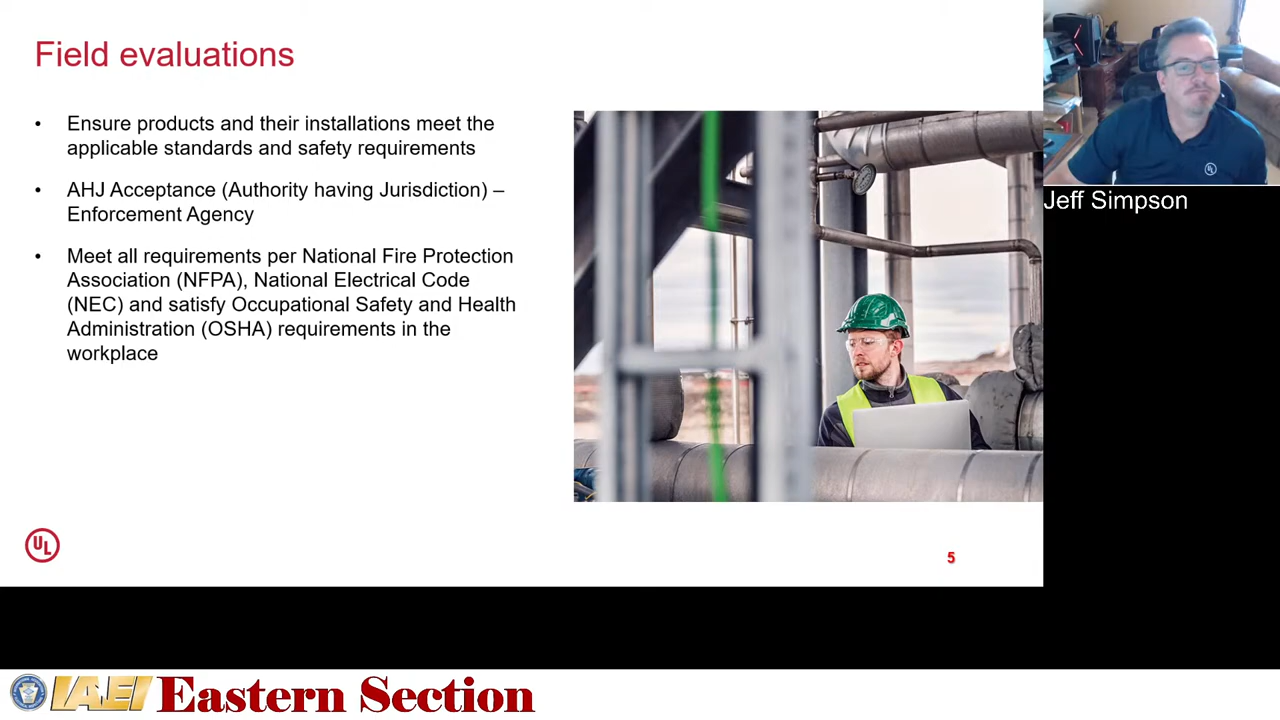 Field evaluations
• Ensure products and their installations meet the
applicable standards and safety requirements
• AHJ Acceptance (Authority having Jurisdiction) –
Enforcement Agency
• Meet all requirements per National Fire Protection
Association (NFPA), National Electrical Code
(NEC) and satisfy Occupational Safety and Health
Administration (OSHA) requirements in the
workplace
UL
5
UL
Jeff Simpson
IAEI Eastern Section